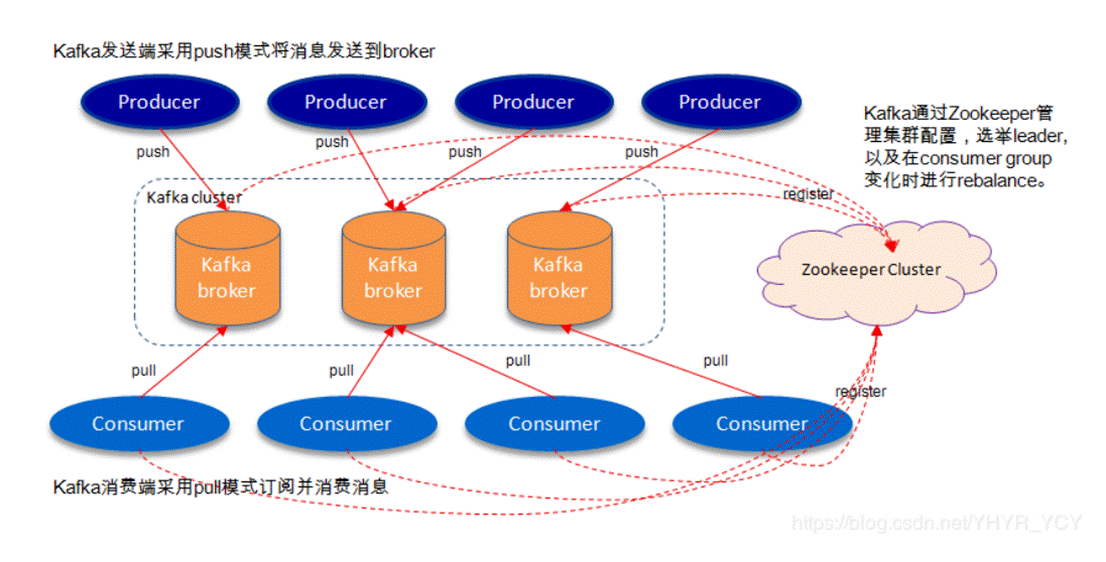 Kafka发送端采用push模式将消息发送到broker
Producer
Producer
Producer
Producer
Kafka通过Zookeeper管
理集群配置，选举leader,
以及在consumer group
变化时进行rebalance。
push
push
push
push
Kafka cluster
register
Kafka
broker
Kafka
broker
Kafka
broker
Zookeeper Cluster
pull
pull
pull
pull
register
Consumer
Consumer
Consumer
Consumer
Kafka消费端采用pull模式订阅并消费消息
https://blog.csdn.net/YHYR_YCY